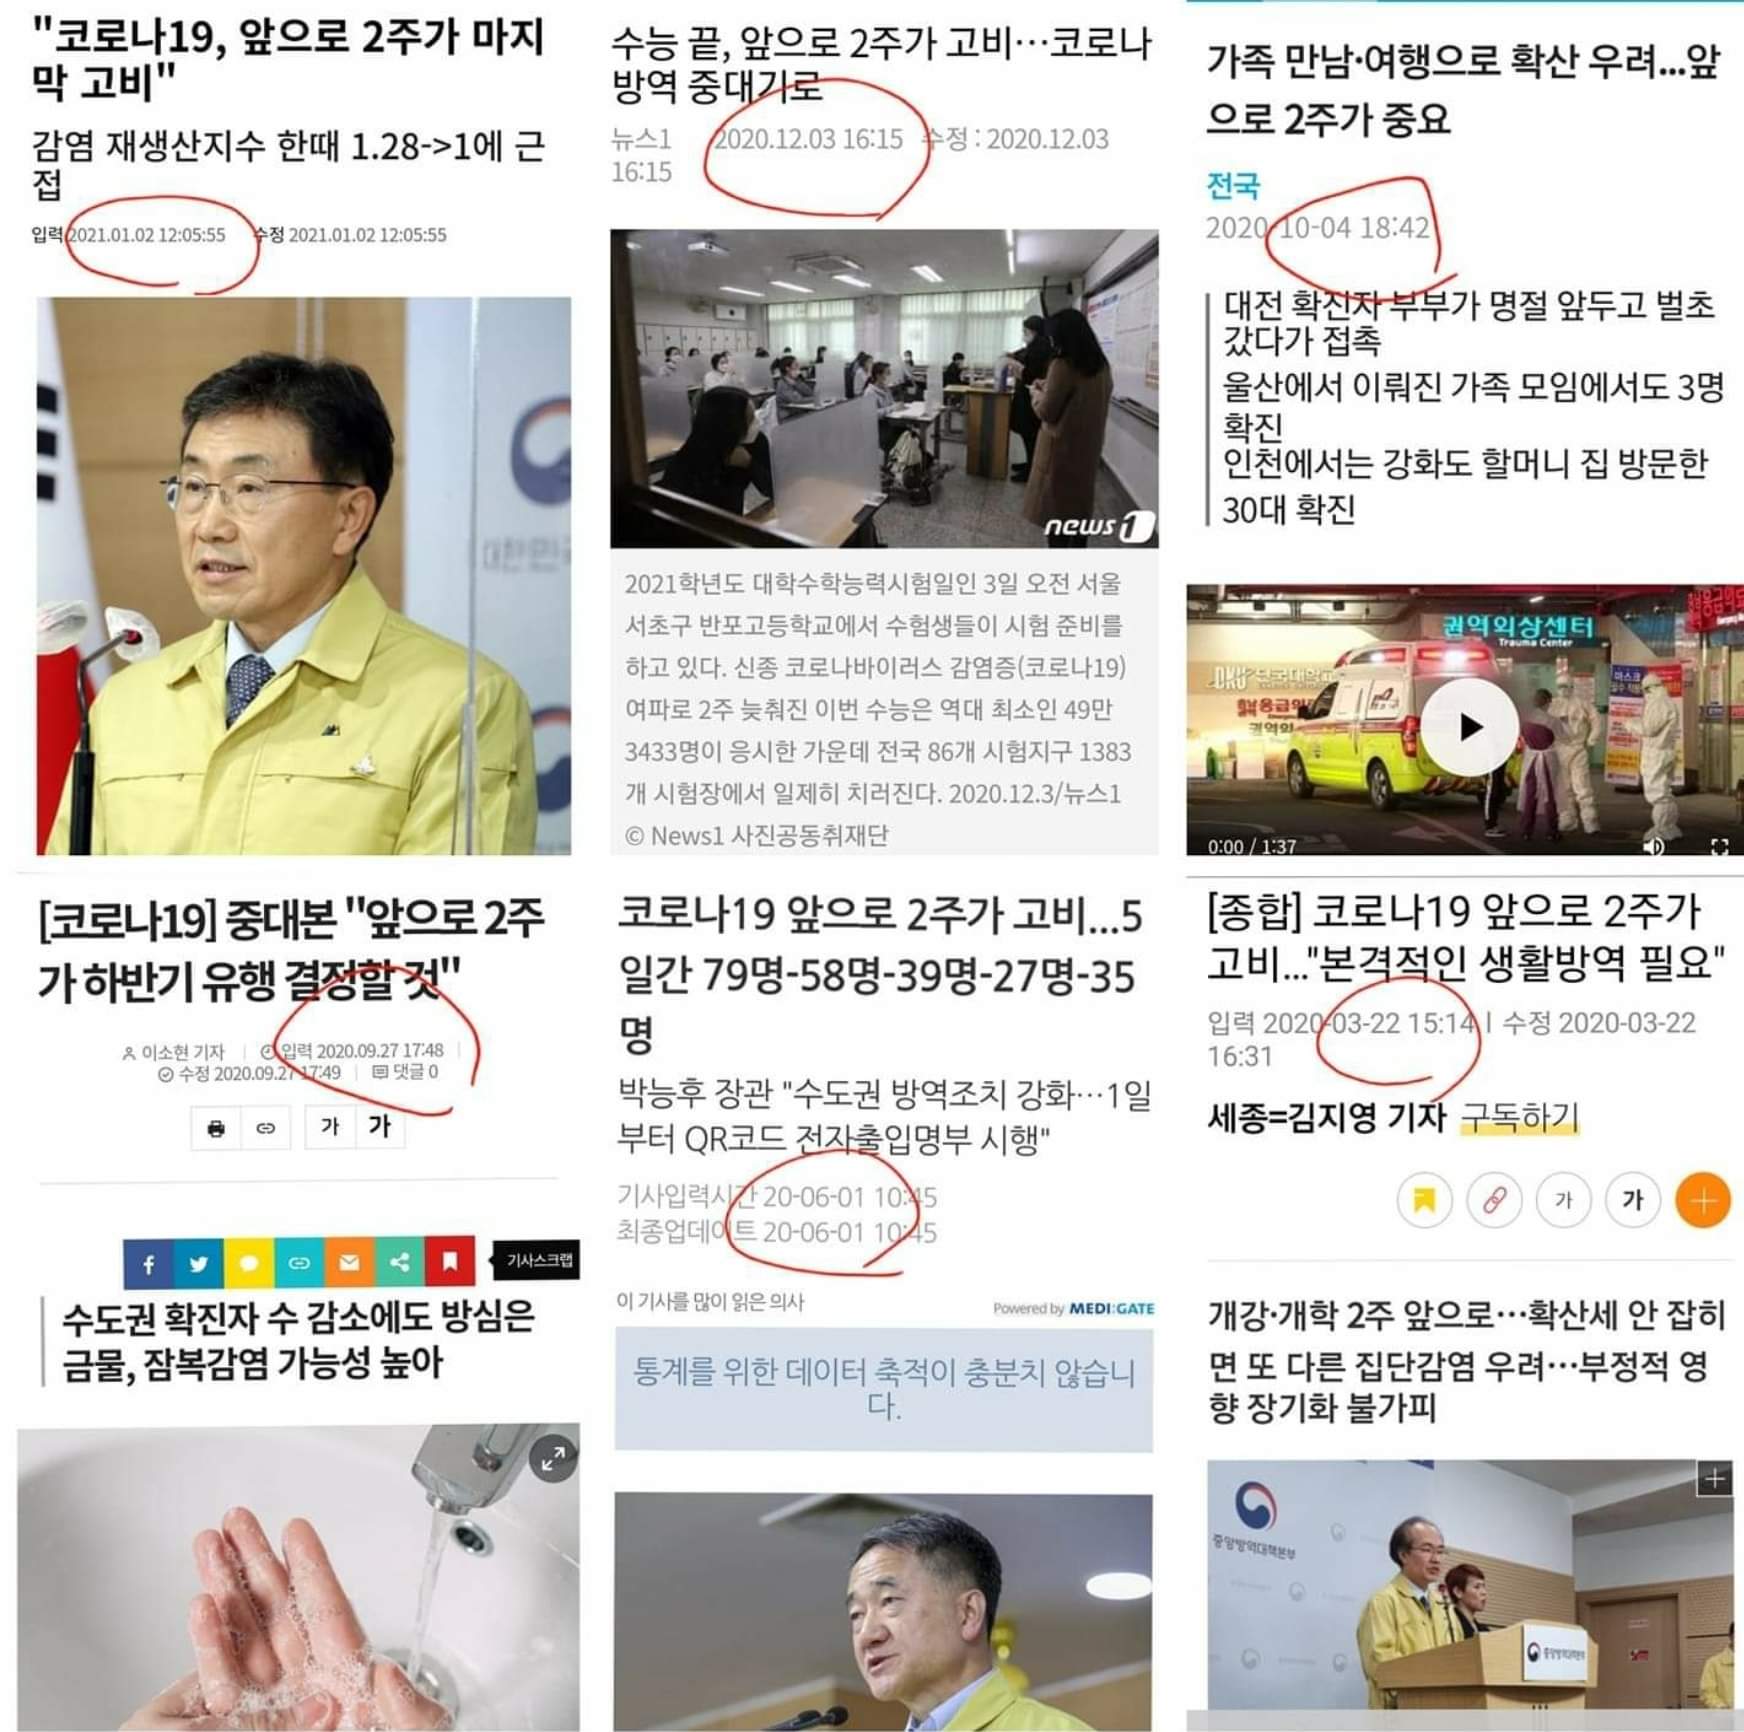 "코로나19, 앞으로 2주가 마지
막 고비"
감염 재생산지수 한때 1.28->1에 근
접
입력 2021.01.02 12:05:55 수정 2021.01.02 12:05:55
수능 끝, 앞으로 2주가 고비…코로나
방역 중대기로
뉴스1 2020.12.03 16:15 수정 : 2020.12.03
16:15
news1
2021학년도 대학수학능력시험일인 3일 오전 서울
서초구 반포고등학교에서 수험생들이 시험 준비를
하고 있다. 신종 코로나바이러스 감염증(코로나19)
여파로 2주 늦춰진 이번 수능은 역대 최소인 49만
3433명이 응시한 가운데 전국 86개 시험지구 1383
개 시험장에서 일제히 치러진다. 2020.12.3/뉴스1
© News1 사진공동취재단
가족 만남·여행으로 확산 우려...앞
으로 2주가 중요
전국
2020-10-04 18:42
대전 확진자 부부가 명절 앞두고 벌초
갔다가 접촉
울산에서 이뤄진 가족 모임에서도 3명
확진
인천에서는 강화도 할머니 집 방문한
30대 확진
권역외상센터
Trauma Center
0:00 / 1:37
[코로나19] 중대본 "앞으로 2주
가 하반기 유행 결정할 것"
이소현 기자 입력 2020.09.27 17:48
수정 2020.09.27 17:49 댓글 0
가 가
기사스크랩
수도권 확진자 수 감소에도 방심은
금물, 잠복감염 가능성 높아
코로나19 앞으로 2주가 고비...5
일간 79명-58명-39명-27명-35
명
박능후 장관 "수도권 방역조치 강화…1일
부터 QR코드 전자출입명부 시행"
기사입력시간 20-06-01 10:45
최종업데이트 20-06-01 10:45
이 기사를 많이 읽은 의사
Powered by MEDI:GATE
통계를 위한 데이터 축적이 충분치 않습니
다.
[종합] 코로나19 앞으로 2주가
고비..."본격적인 생활방역 필요"
입력 2020-03-22 15:14 | 수정 2020-03-22
16:31
세종=김지영 기자 구독하기
가 가
개강·개학 2주 앞으로…확산세 안 잡히
면 또 다른 집단감염 우려…부정적 영
향 장기화 불가피
중앙방역대책본부
중앙방역대책본부